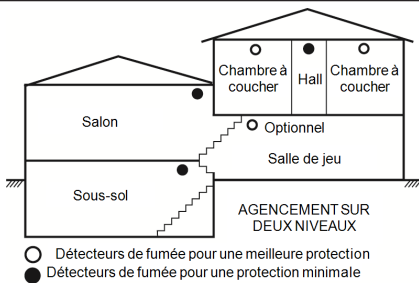 Chambre à
coucher
Hall
Chambre à
coucher
Salon
Optionnel
Salle de jeu
Sous-sol
AGENCEMENT SUR
DEUX NIVEAUX
Détecteurs de fumée pour une meilleure protection
Détecteurs de fumée pour une protection minimale